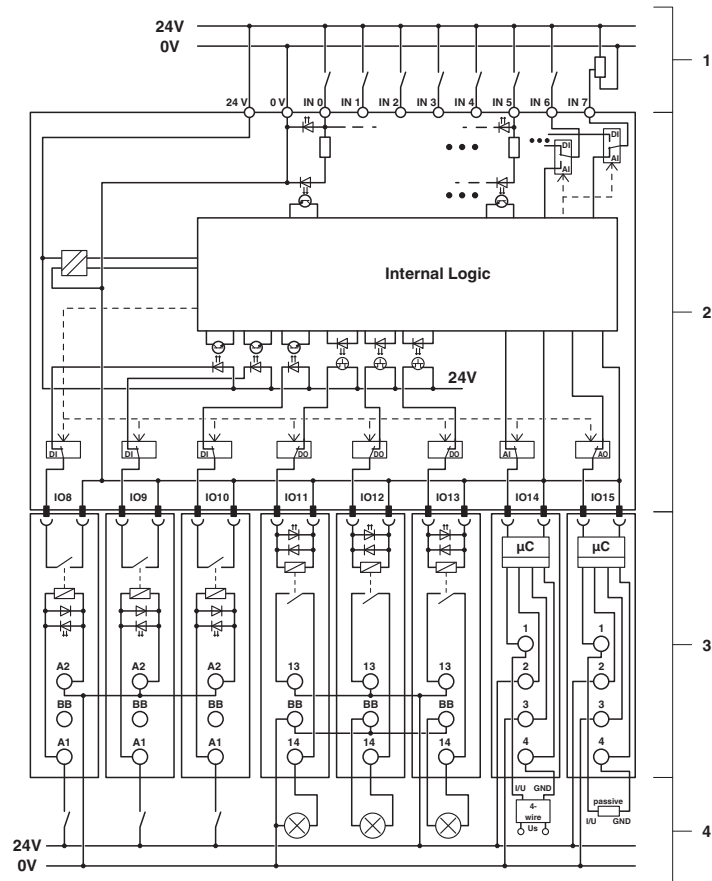 24V
0V
1
24 V 0 V IN 0 IN 1 IN 2 IN 3 IN 4 IN 5 IN 6 IN 7
DI
DI
AI
AI
Internal Logic
2
24V
DI DI DI DO DO DO AI AO
IO8 IO9 IO10 IO11 IO12 IO13 IO14 IO15
µC µC
1 1
3
A2 A2 A2 13 13 13 2 2
BB BB BB BB BB BB 3 3
A1 A1 A1 14 14 14 4 4
I/U GND passive
4-
wire
I/U GND
Us
4
24V
0V